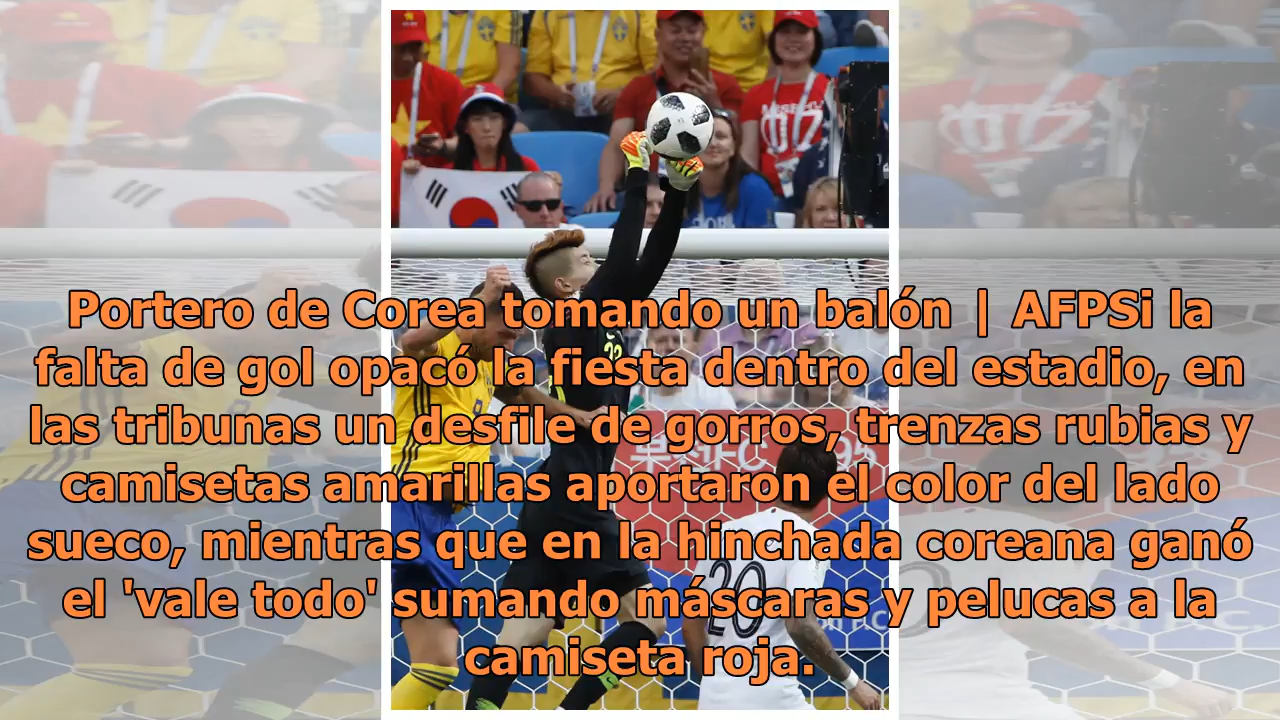 Portero de Corea tomando un balón | AFPSi la
falta de gol opacó la fiesta dentro del estadio, en
las tribunas un desfile de gorros, trenzas rubias y
camisetas amarillas aportaron el color del lado
sueco, mientras que en la hinchada coreana ganó
el 'vale todo' sumando máscaras y pelucas a la
camiseta roja.
20